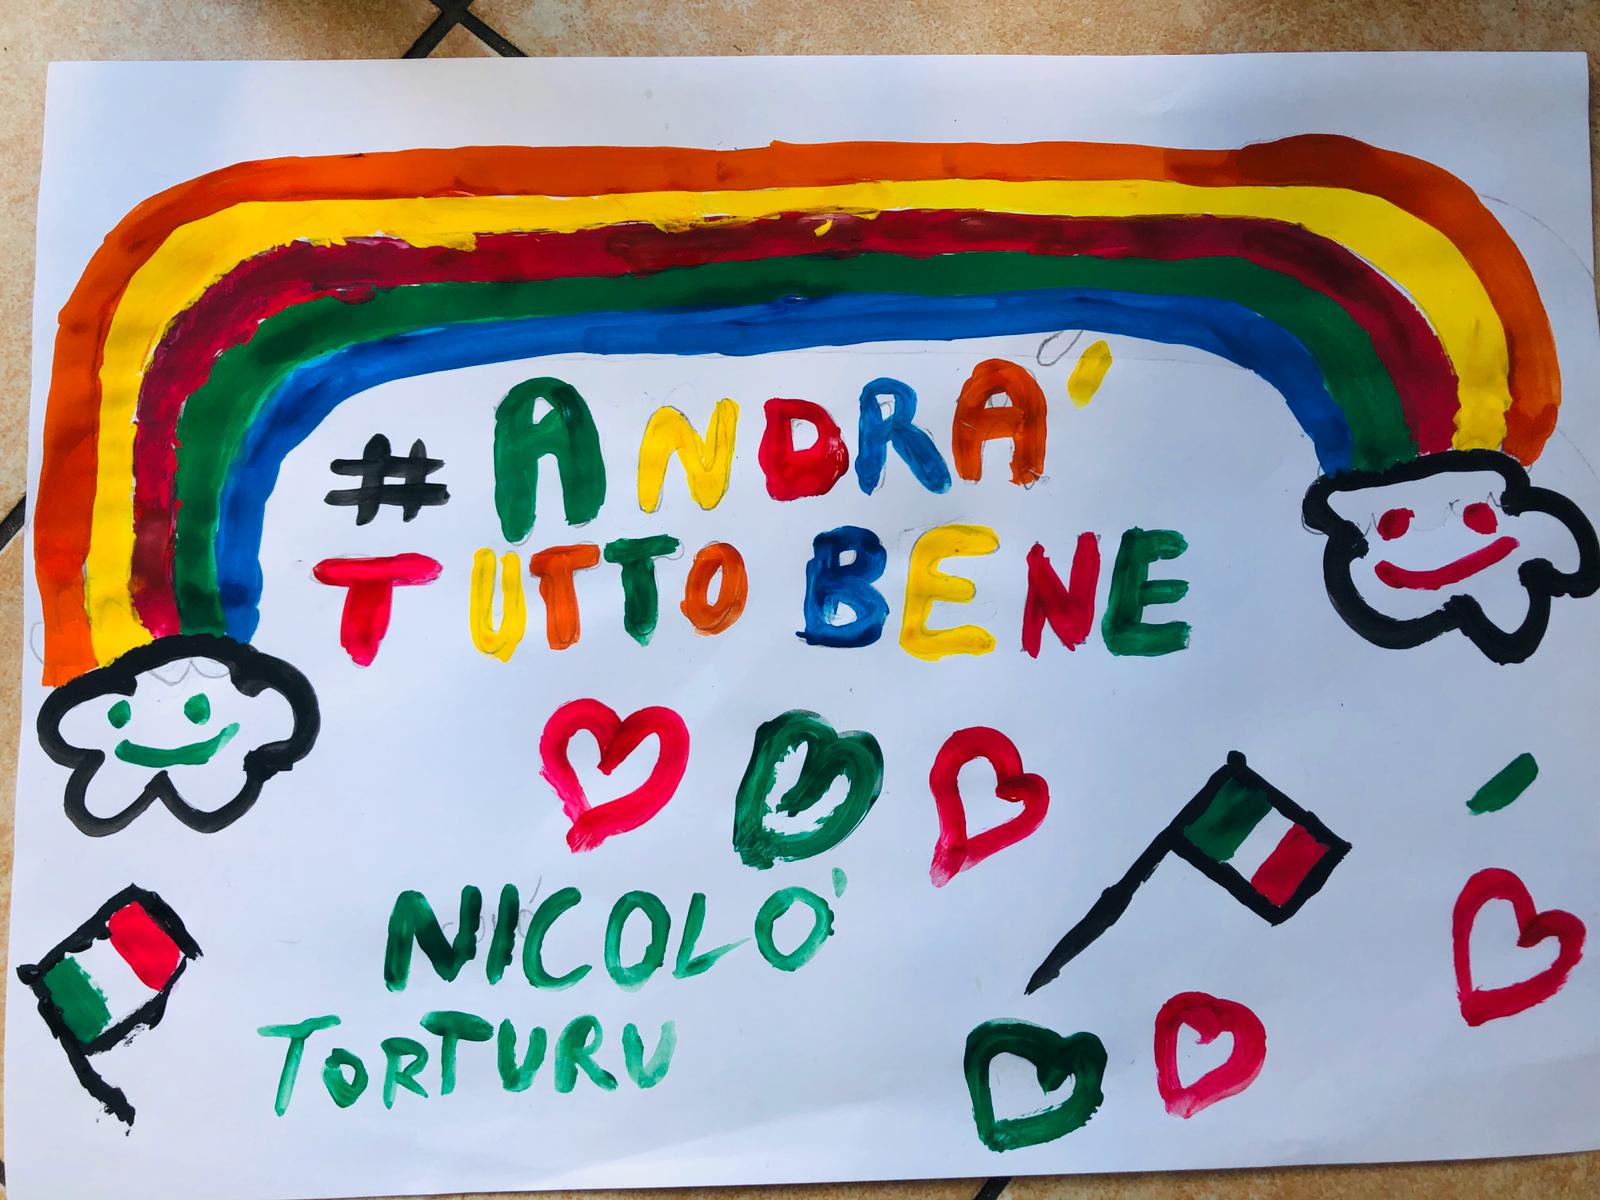 # ANDRA'
TUTTO BENE
NICOLO'
TORTURU